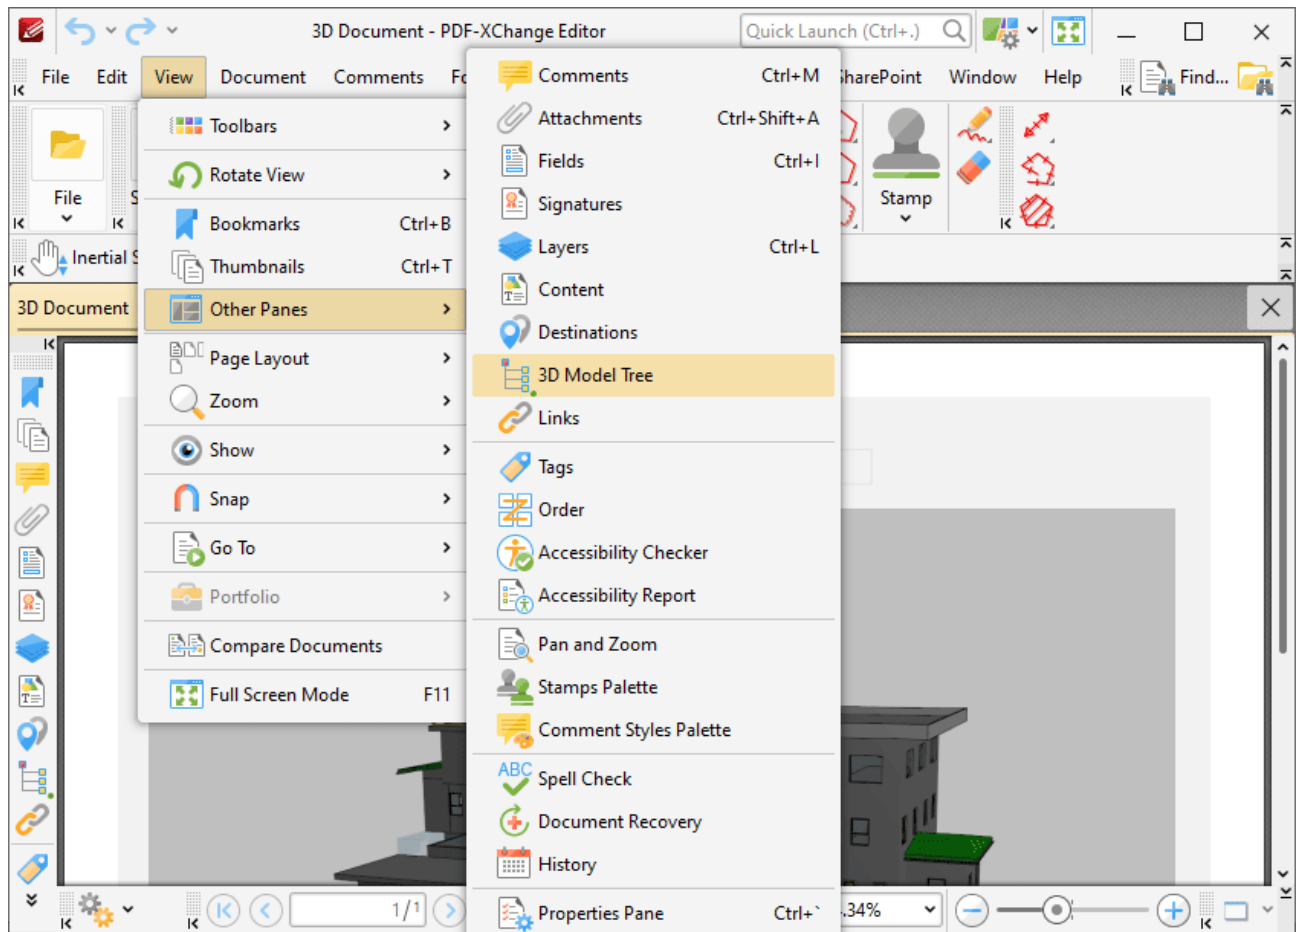 3D Document - PDF-XChange Editor
Quick Launch (Ctrl+.)
File Edit View Document Comments
SharePoint Window Help Find...
File
Stamp
Inertial
3D Document
Toolbars
Rotate View
Bookmarks Ctrl+B
Thumbnails Ctrl+T
Other Panes
Page Layout
Zoom
Show
Snap
Go To
Portfolio
Compare Documents
Full Screen Mode F11
Comments Ctrl+M
Attachments Ctrl+Shift+A
Fields Ctrl+I
Signatures
Layers Ctrl+L
Content
Destinations
3D Model Tree
Links
Tags
Order
Accessibility Checker
Accessibility Report
Pan and Zoom
Stamps Palette
Comment Styles Palette
ABC Spell Check
Document Recovery
History
Properties Pane Ctrl+`
1/1
.34%